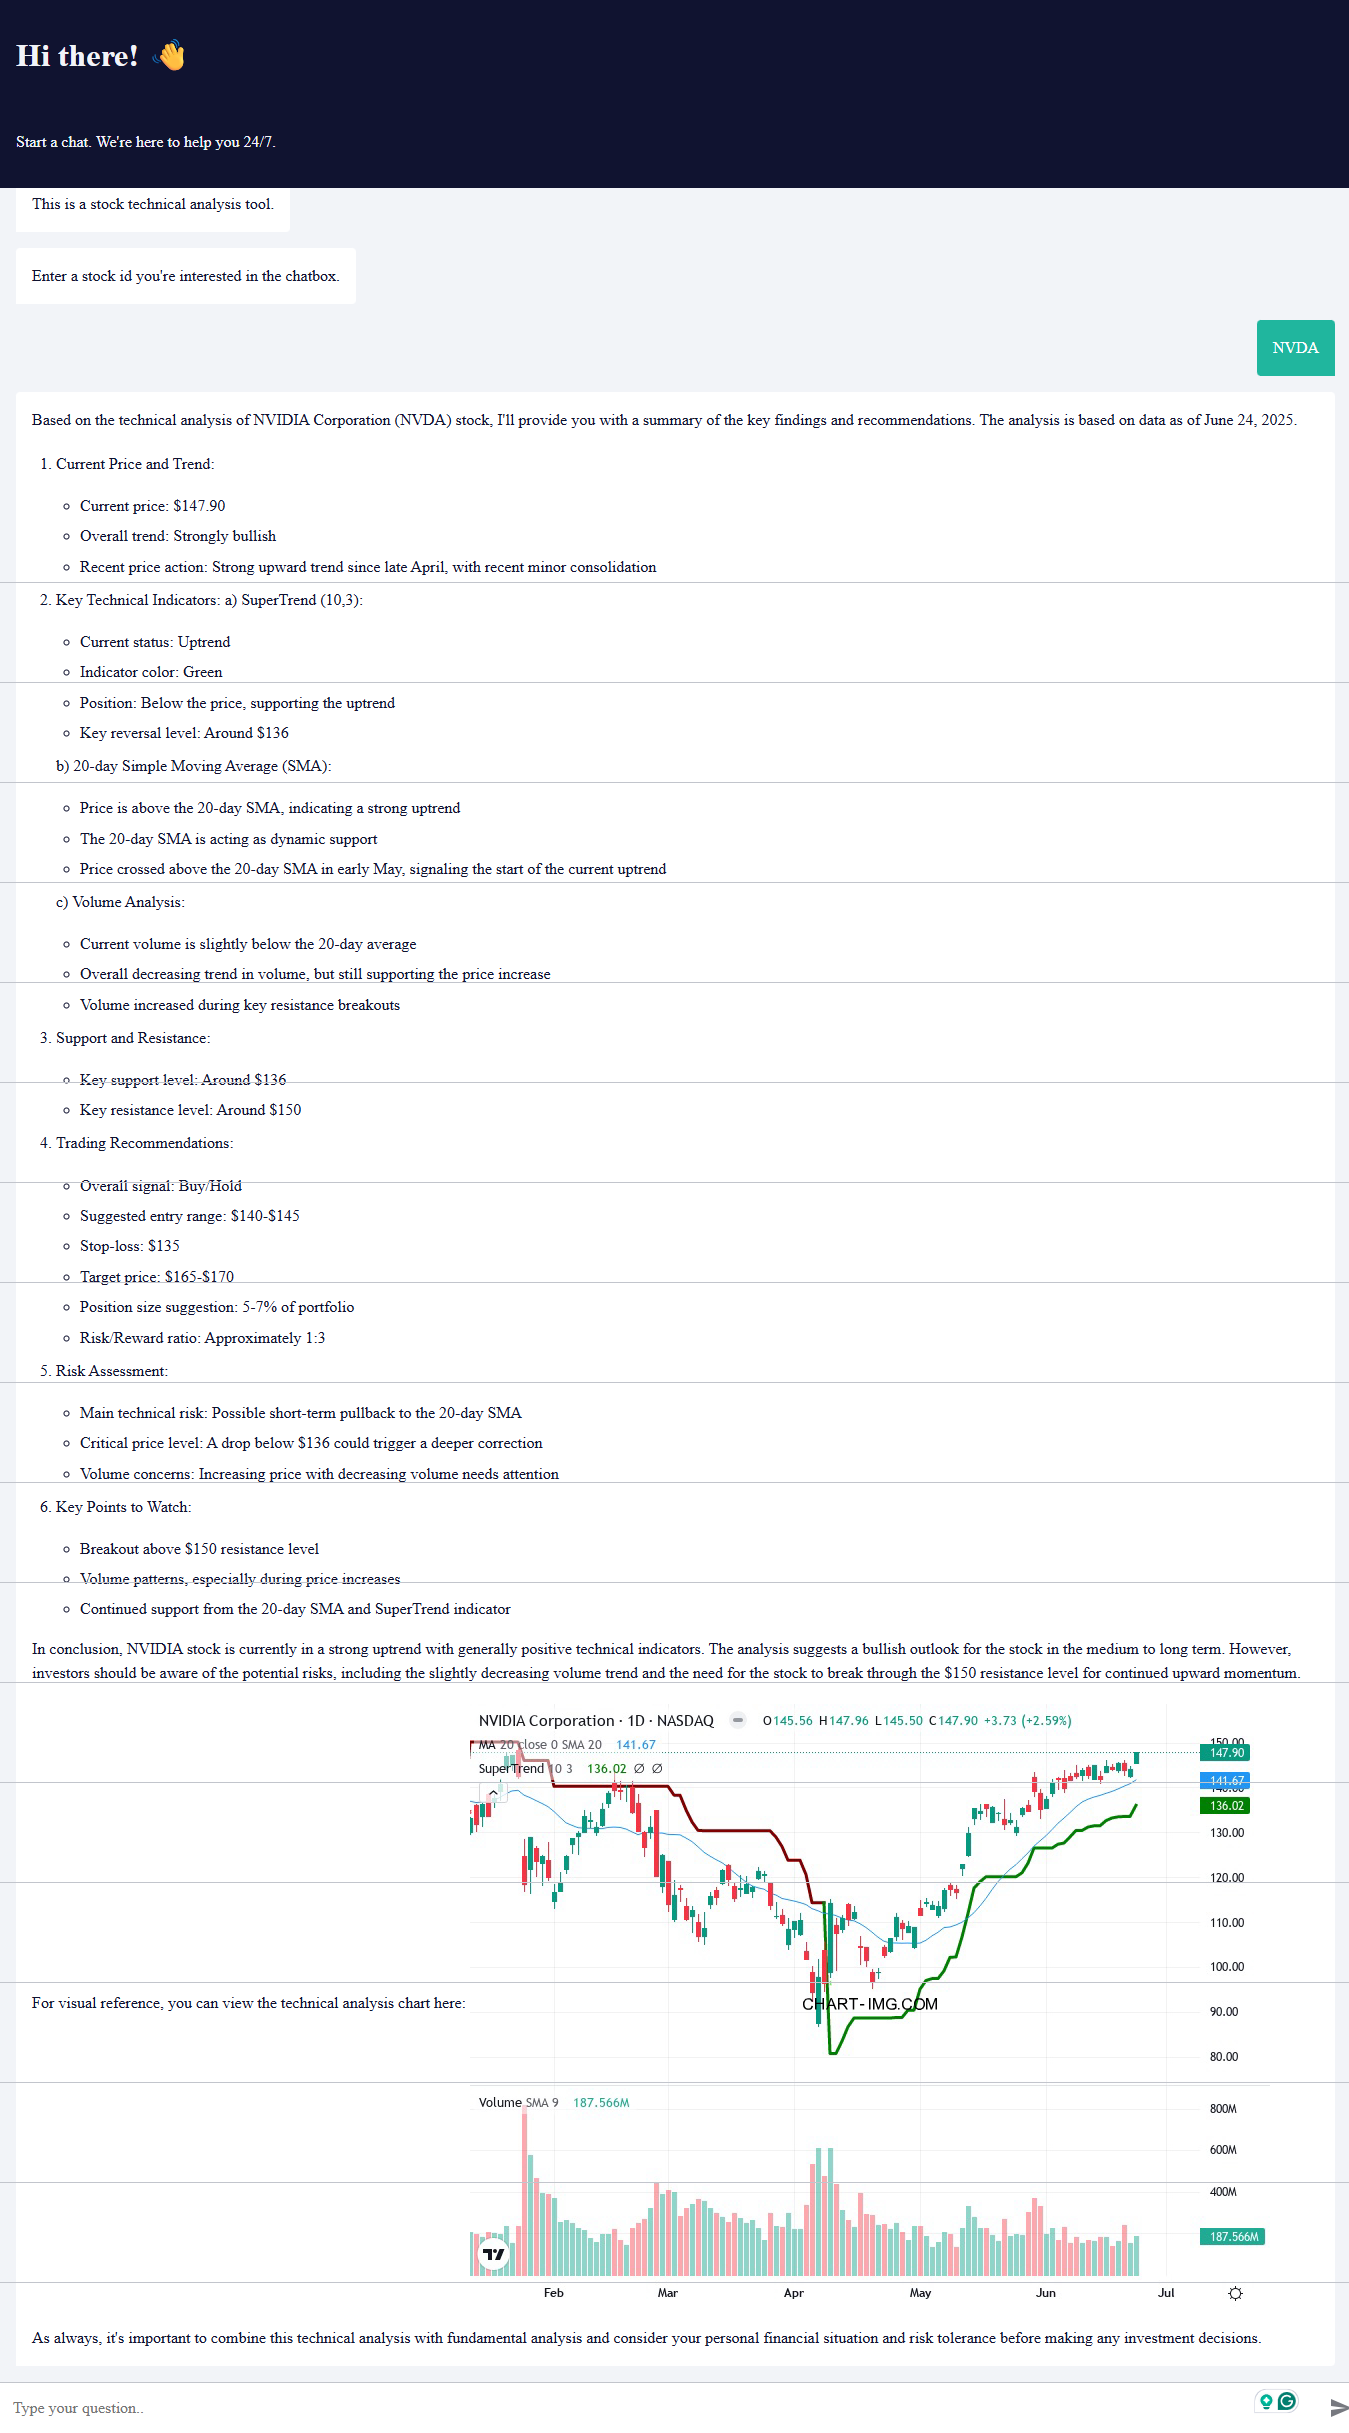 Hi there! 👋
Start a chat. We're here to help you 24/7.
This is a stock technical analysis tool.
Enter a stock id you're interested in the chatbox.
NVDA
Based on the technical analysis of NVIDIA Corporation (NVDA) stock, I'll provide you with a summary of the key findings and recommendations. The analysis is based on data as of June 24, 2025.
1. Current Price and Trend:
Current price: $147.90
Overall trend: Strongly bullish
Recent price action: Strong upward trend since late April, with recent minor consolidation
2. Key Technical Indicators: a) SuperTrend (10,3):
Current status: Uptrend
Indicator color: Green
Position: Below the price, supporting the uptrend
Key reversal level: Around $136
b) 20-day Simple Moving Average (SMA):
Price is above the 20-day SMA, indicating a strong uptrend
The 20-day SMA is acting as dynamic support
Price crossed above the 20-day SMA in early May, signaling the start of the current uptrend
c) Volume Analysis:
Current volume is slightly below the 20-day average
Overall decreasing trend in volume, but still supporting the price increase
Volume increased during key resistance breakouts
3. Support and Resistance:
Key support level: Around $136
Key resistance level: Around $150
4. Trading Recommendations:
Overall signal: Buy/Hold
Suggested entry range: $140-$145
Stop-loss: $135
Target price: $165-$170
Position size suggestion: 5-7% of portfolio
Risk/Reward ratio: Approximately 1:3
5. Risk Assessment:
Main technical risk: Possible short-term pullback to the 20-day SMA
Critical price level: A drop below $136 could trigger a deeper correction
Volume concerns: Increasing price with decreasing volume needs attention
6. Key Points to Watch:
Breakout above $150 resistance level
Volume patterns, especially during price increases
Continued support from the 20-day SMA and SuperTrend indicator
In conclusion, NVIDIA stock is currently in a strong uptrend with generally positive technical indicators. The analysis suggests a bullish outlook for the stock in the medium to long term. However,
investors should be aware of the potential risks, including the slightly decreasing volume trend and the need for the stock to break through the $150 resistance level for continued upward momentum.
For visual reference, you can view the technical analysis chart here:
NVIDIA Corporation · 1D · NASDAQ O145.56 H147.96 L145.50 C147.90 +3.73 (+2.59%)
MA 20 close 0 SMA 20 141.67
SuperTrend 10 3 136.02 ∅ ∅
150.00
147.90
141.67
140.00
136.02
130.00
120.00
110.00
100.00
90.00
80.00
CHART-IMG.COM
Volume SMA 9 187.566M
800M
600M
400M
187.566M
Feb Mar Apr May Jun Jul
As always, it's important to combine this technical analysis with fundamental analysis and consider your personal financial situation and risk tolerance before making any investment decisions.
Type your question..